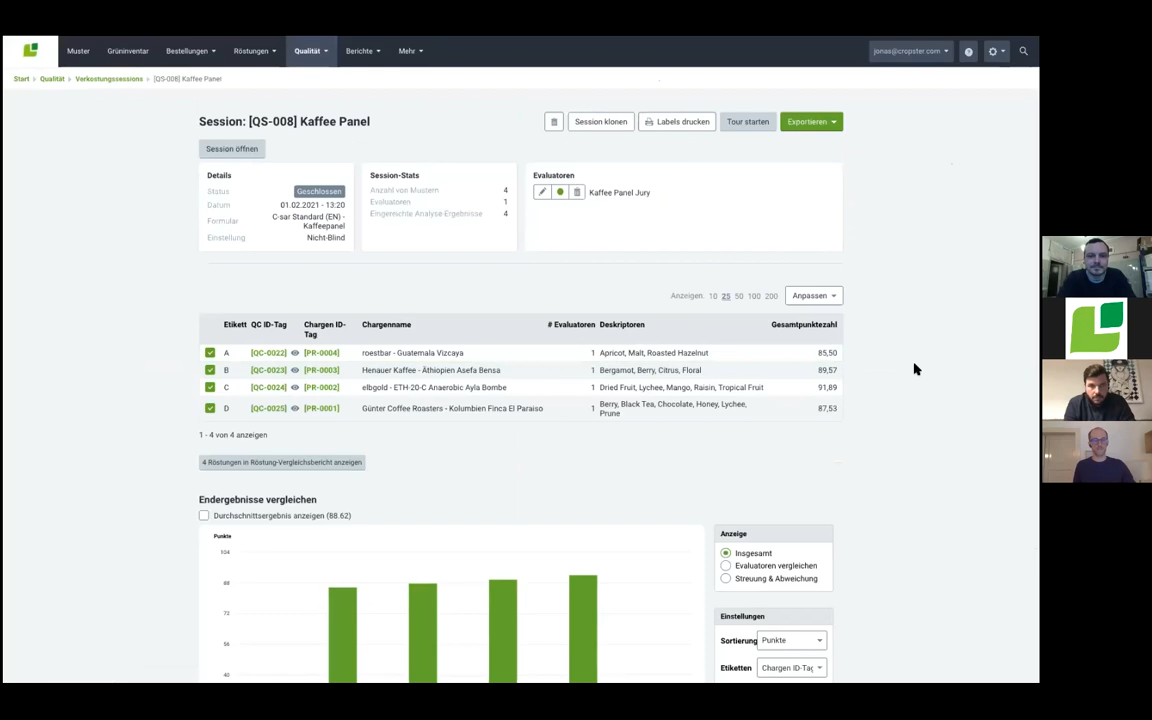 Muster Grüninventar Bestellungen Röstungen Qualität Berichte Mehr jonas@cropster.com
Start Qualität Verkostungssessions [QS-008] Kaffee Panel
Session: [QS-008] Kaffee Panel
Session klonen Labels drucken Tour starten Exportieren
Session öffnen
Details
Status Geschlossen
Datum 01.02.2021 - 13:20
Formular C-sar Standard (EN) -
Kaffeepanel
Einstellung Nicht-Blind
Session-Stats
Anzahl von Mustern 4
Evaluatoren 1
Eingereichte Analyse-Ergebnisse 4
Evaluatoren
Kaffee Panel Jury
Anzeigen: 10 25 50 100 200 Anpassen
Etikett QC ID-Tag Chargen ID-Tag Chargenname # Evaluatoren Deskriptoren Gesamtpunktezahl
A [QC-0022] [PR-0004] roestbar - Guatemala Vizcaya 1 Apricot, Malt, Roasted Hazelnut 85,50
B [QC-0023] [PR-0003] Henauer Kaffee - Äthiopien Asefa Bensa 1 Bergamot, Berry, Citrus, Floral 89,57
C [QC-0024] [PR-0002] elbgold - ETH-20-C Anaerobic Ayla Bombe 1 Dried Fruit, Lychee, Mango, Raisin, Tropical Fruit 91,89
D [QC-0025] [PR-0001] Günter Coffee Roasters - Kolumbien Finca El Paraiso 1 Berry, Black Tea, Chocolate, Honey, Lychee, Prune 87,53
1 - 4 von 4 anzeigen
4 Röstungen in Röstung-Vergleichsbericht anzeigen
Endergebnisse vergleichen
Durchschnittsergebnis anzeigen (88.62)
Punkte
104
88
72
56
40
Anzeige
Insgesamt
Evaluatoren vergleichen
Streuung & Abweichung
Einstellungen
Sortierung Punkte
Etiketten Chargen ID-Tag